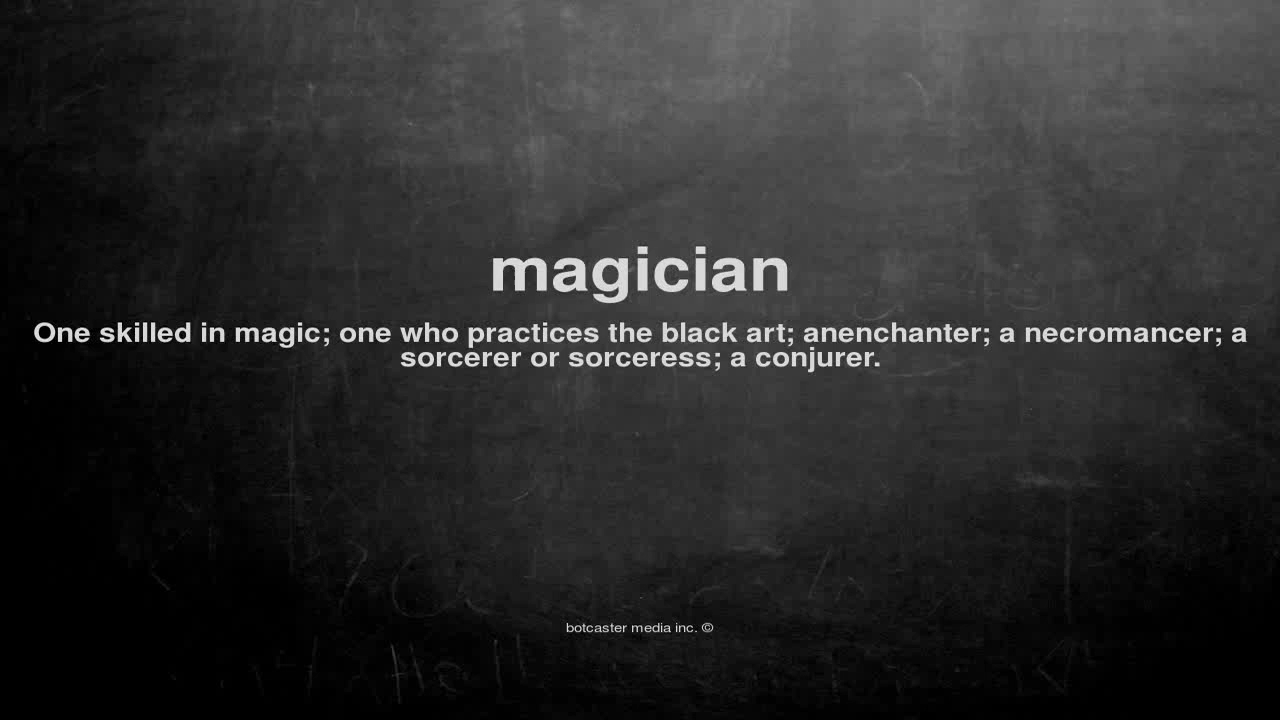 magician
One skilled in magic; one who practices the black art; anenchanter; a necromancer; a
sorcerer or sorceress; a conjurer.
botcaster media inc. ©